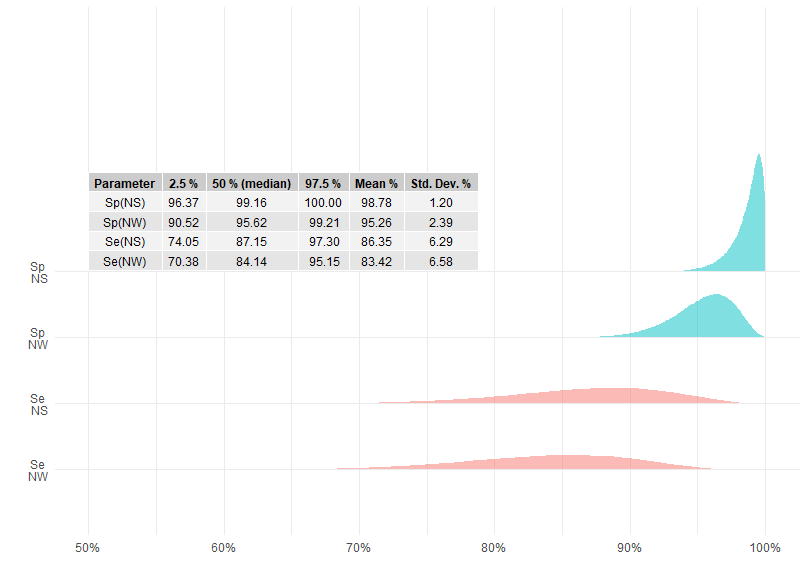 Parameter 2.5 % 50 % (median) 97.5 % Mean % Std. Dev. %
Sp(NS) 96.37 99.16 100.00 98.78 1.20
Sp(NW) 90.52 95.62 99.21 95.26 2.39
Se(NS) 74.05 87.15 97.30 86.35 6.29
Se(NW) 70.38 84.14 95.15 83.42 6.58
Sp
NS
Sp
NW
Se
NS
Se
NW
50% 60% 70% 80% 90% 100%